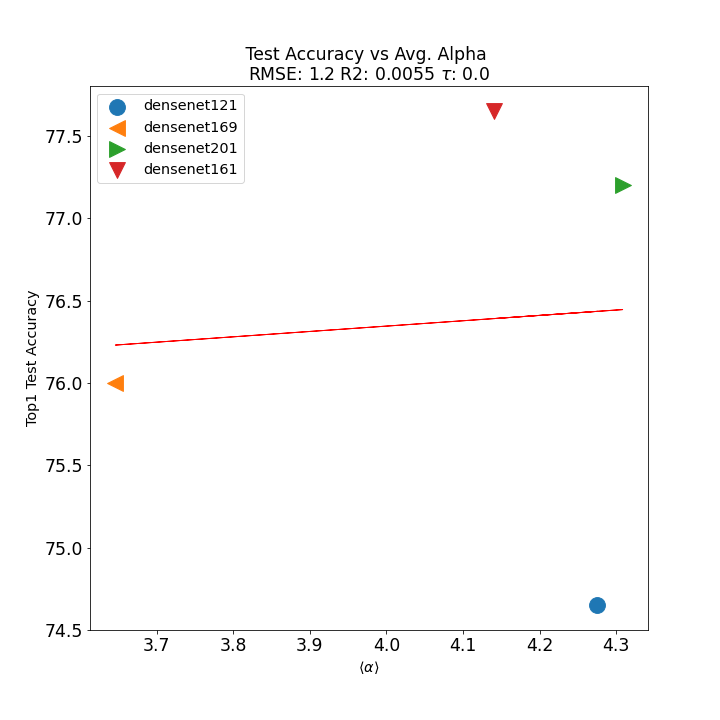 Test Accuracy vs Avg. Alpha
RMSE: 1.2 R2: 0.0055 τ: 0.0
densenet121
densenet169
densenet201
densenet161
77.5
77.0
76.5
76.0
75.5
75.0
74.5
Top1 Test Accuracy
3.7 3.8 3.9 4.0 4.1 4.2 4.3
⟨α⟩